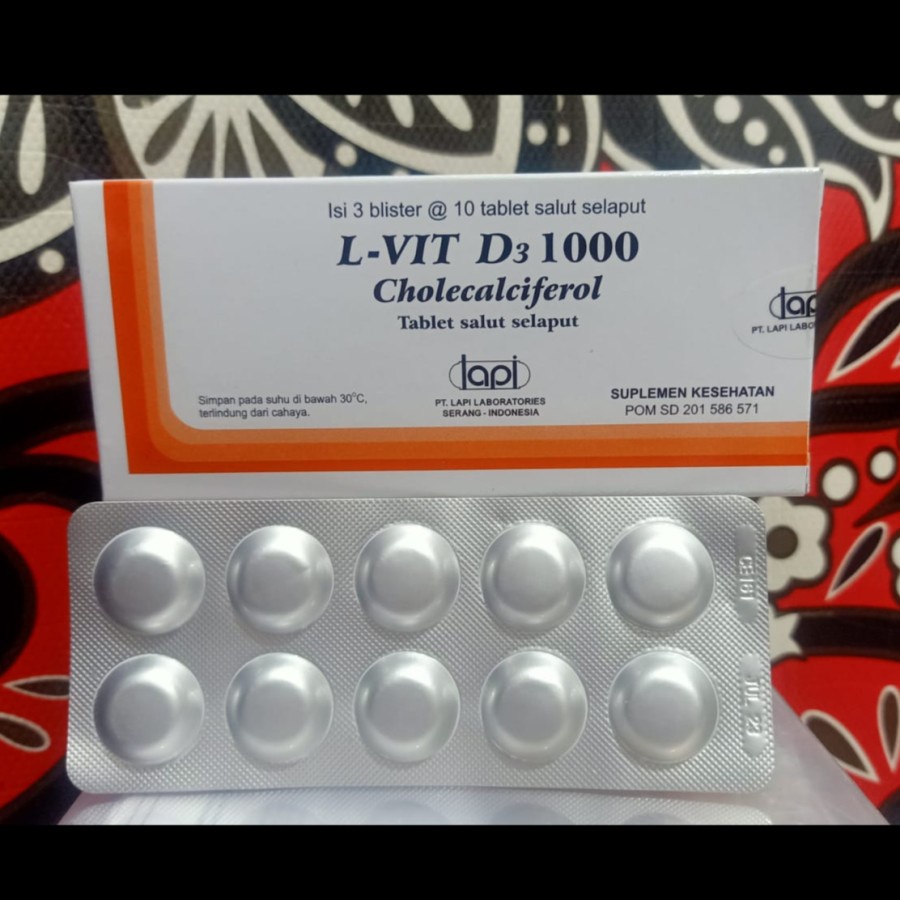 Isi 3 blister @ 10 tablet salut selaput
L-VIT D3 1000
Cholecalciferol
Tablet salut selaput
lapi
PT. LAPI LABORATORIES
SERANG - INDONESIA
Simpan pada suhu di bawah 30°C,
terlindung dari cahaya.
SUPLEMEN KESEHATAN
POM SD 201 586 571
lap
PT. LAPI LABO
JUL 23